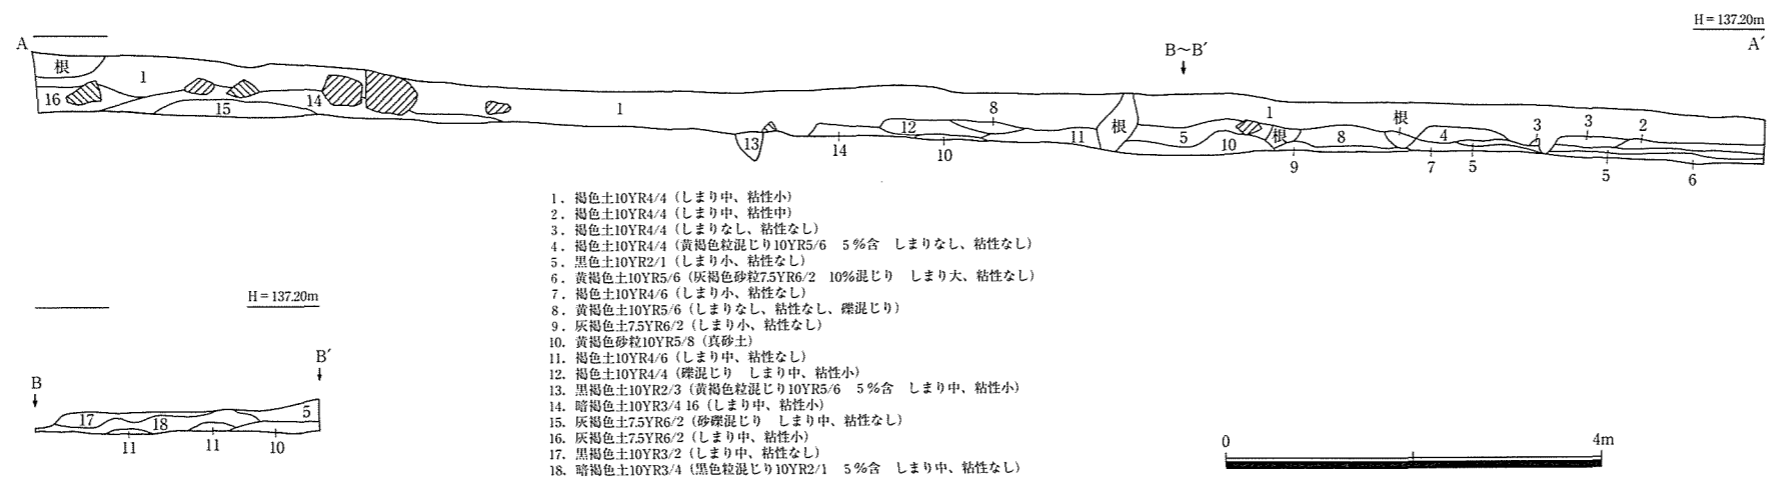 H＝137.20m
A
A′
B～B′
根
1
16
15
14
1
13
12
8
14
10
11
根
5
10
1
根
9
8
根
4
7
5
3
3
2
5
6
1．褐色土10YR4/4（しまり中、粘性小）
2．褐色土10YR4/4（しまり中、粘性中）
3．褐色土10YR4/4（しまりなし、粘性なし）
4．褐色土10YR4/4（黄褐色粒混じり10YR5/6　5％含　しまりなし、粘性なし）
5．黒色土10YR2/1（しまり小、粘性なし）
6．黄褐色土10YR5/6（灰褐色砂粒7.5YR6/2　10％混じり　しまり大、粘性なし）
7．褐色土10YR4/6（しまり小、粘性なし）
8．黄褐色土10YR5/6（しまりなし、粘性なし、礫混じり）
9．灰褐色土7.5YR6/2（しまり小、粘性なし）
10．黄褐色砂粒10YR5/8（真砂土）
11．褐色土10YR4/6（しまり中、粘性なし）
12．褐色土10YR4/4（礫混じり　しまり中、粘性小）
13．黒褐色土10YR2/3（黄褐色粒混じり10YR5/6　5％含　しまり中、粘性小）
14．暗褐色土10YR3/4 16（しまり中、粘性小）
15．灰褐色土7.5YR6/2（砂礫混じり　しまり中、粘性なし）
16．灰褐色土7.5YR6/2（しまり中、粘性小）
17．黒褐色土10YR3/2（しまり中、粘性なし）
18．暗褐色土10YR3/4（黒色粒混じり10YR2/1　5％含　しまり中、粘性なし）
H＝137.20m
B
B′
17
18
5
11
11
10
0
4m